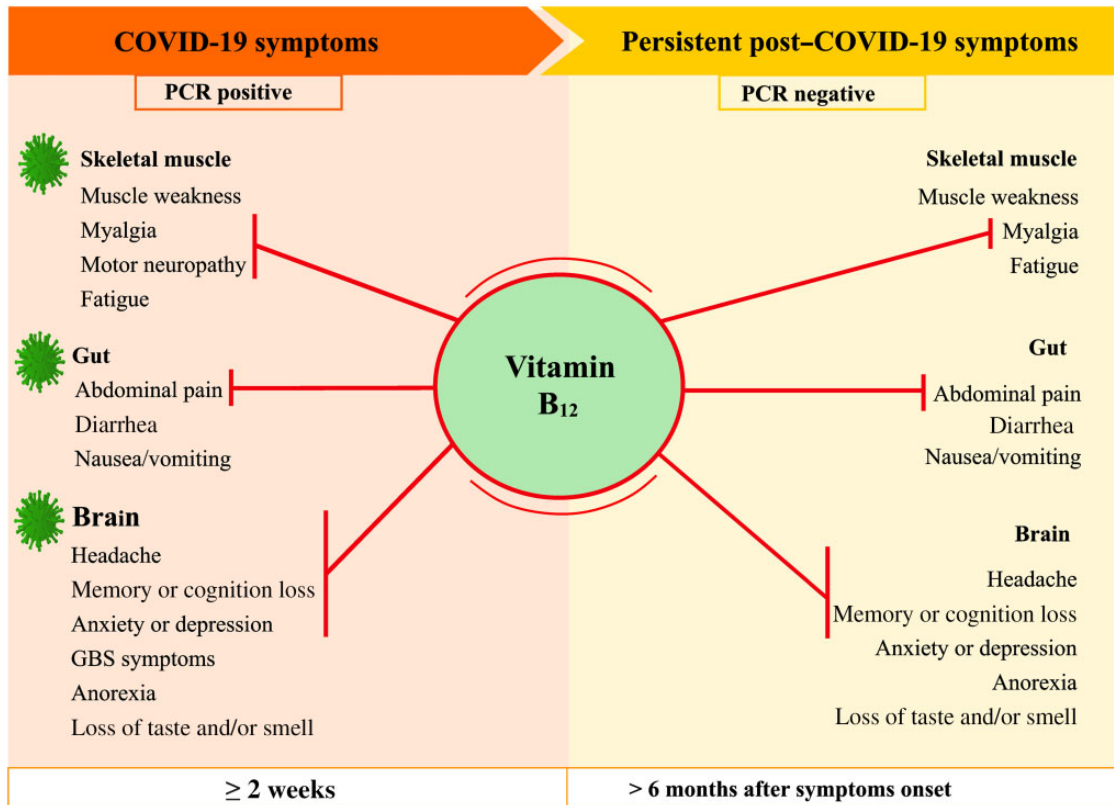 COVID-19 symptoms
PCR positive
Skeletal muscle
Muscle weakness
Myalgia
Motor neuropathy
Fatigue
Gut
Abdominal pain
Diarrhea
Nausea/vomiting
Brain
Headache
Memory or cognition loss
Anxiety or depression
GBS symptoms
Anorexia
Loss of taste and/or smell
≥ 2 weeks
Vitamin
B₁₂
Persistent post–COVID-19 symptoms
PCR negative
Skeletal muscle
Muscle weakness
Myalgia
Fatigue
Gut
Abdominal pain
Diarrhea
Nausea/vomiting
Brain
Headache
Memory or cognition loss
Anxiety or depression
Anorexia
Loss of taste and/or smell
> 6 months after symptoms onset